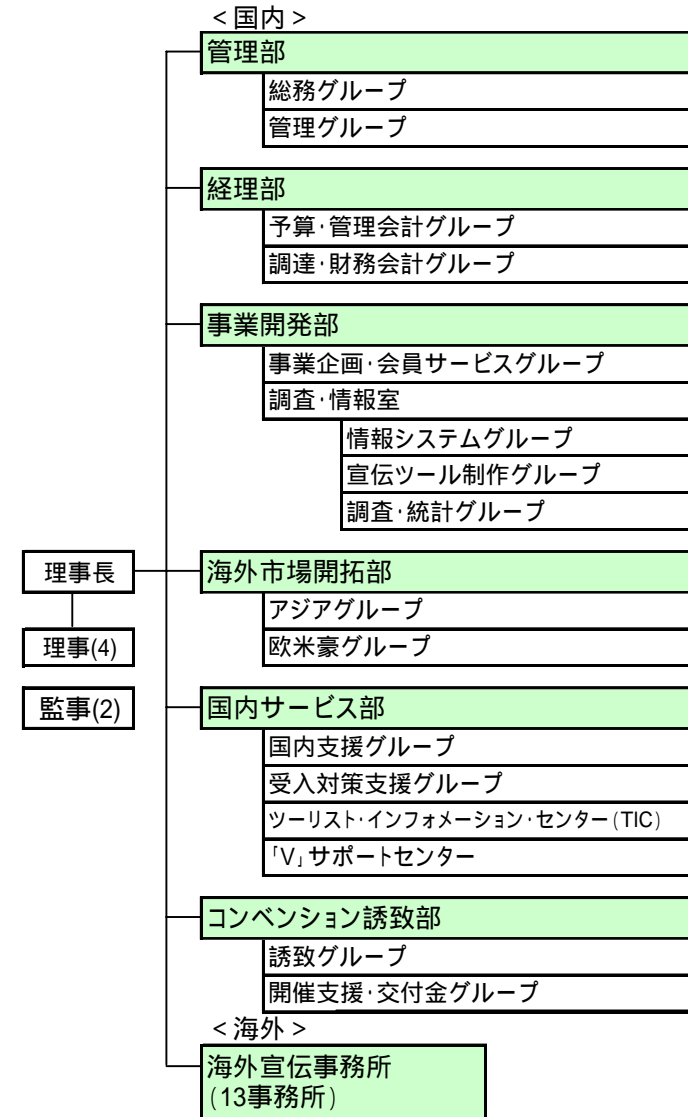 ＜国内＞
管理部
総務グループ
管理グループ
経理部
予算･管理会計グループ
調達･財務会計グループ
事業開発部
事業企画･会員サービスグループ
調査･情報室
情報システムグループ
宣伝ツール制作グループ
調査･統計グループ
理事長
海外市場開拓部
アジアグループ
理事(4)
欧米豪グループ
監事(2)
国内サービス部
国内支援グループ
受入対策支援グループ
ツーリスト･インフォメーション･センター(TIC)
｢V｣サポートセンター
コンベンション誘致部
誘致グループ
開催支援･交付金グループ
＜海外＞
海外宣伝事務所
(13事務所)